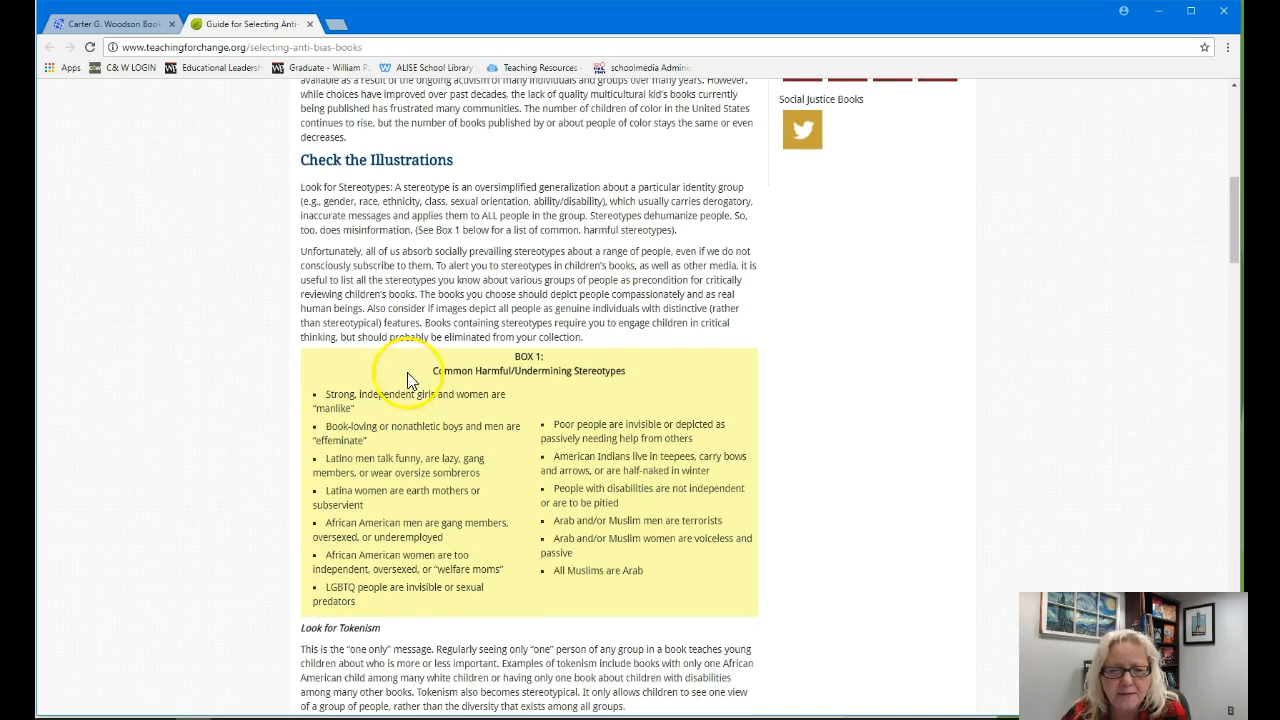 Carter G. Woodson Boo
Guide for Selecting Anti-
www.teachingforchange.org/selecting-anti-bias-books
Apps
C& W LOGIN
Educational Leaders
Graduate - William
ALISE School Library
Teaching Resources
schoolmedia Admin
available as a result of the ongoing activism of many individuals and groups over many years. However,
while choices have improved over past decades, the lack of quality multicultural kid's books currently
being published has frustrated many communities. The number of children of color in the United States
continues to rise, but the number of books published by or about people of color stays the same or even
decreases.
Social Justice Books
Check the Illustrations
Look for Stereotypes: A stereotype is an oversimplified generalization about a particular identity group
(e.g., gender, race, ethnicity, class, sexual orientation, ability/disability), which usually carries derogatory,
inaccurate messages and applies them to ALL people in the group. Stereotypes dehumanize people. So,
too, does misinformation. (See Box 1 below for a list of common, harmful stereotypes).
Unfortunately, all of us absorb socially prevailing stereotypes about a range of people, even if we do not
consciously subscribe to them. To alert you to stereotypes in children's books, as well as other media, it is
useful to list all the stereotypes you know about various groups of people as precondition for critically
reviewing children's books. The books you choose should depict people compassionately and as real
human beings. Also consider if images depict all people as genuine individuals with distinctive (rather
than stereotypical) features. Books containing stereotypes require you to engage children in critical
thinking, but should probably be eliminated from your collection.
BOX 1:
Common Harmful/Undermining Stereotypes
▪ Strong, independent girls and women are
"manlike"
▪ Book-loving or nonathletic boys and men are
"effeminate"
▪ Latino men talk funny, are lazy, gang
members, or wear oversize sombreros
▪ Latina women are earth mothers or
subservient
▪ African American men are gang members,
oversexed, or underemployed
▪ African American women are too
independent, oversexed, or "welfare moms"
▪ LGBTQ people are invisible or sexual
predators
▪ Poor people are invisible or depicted as
passively needing help from others
▪ American Indians live in teepees, carry bows
and arrows, or are half-naked in winter
▪ People with disabilities are not independent
or are to be pitied
▪ Arab and/or Muslim men are terrorists
▪ Arab and/or Muslim women are voiceless and
passive
▪ All Muslims are Arab
Look for Tokenism
This is the "one only" message. Regularly seeing only "one" person of any group in a book teaches young
children about who is more or less important. Examples of tokenism include books with only one African
American child among many white children or having only one book about children with disabilities
among many other books. Tokenism also becomes stereotypical. It only allows children to see one view
of a group of people, rather than the diversity that exists among all groups.